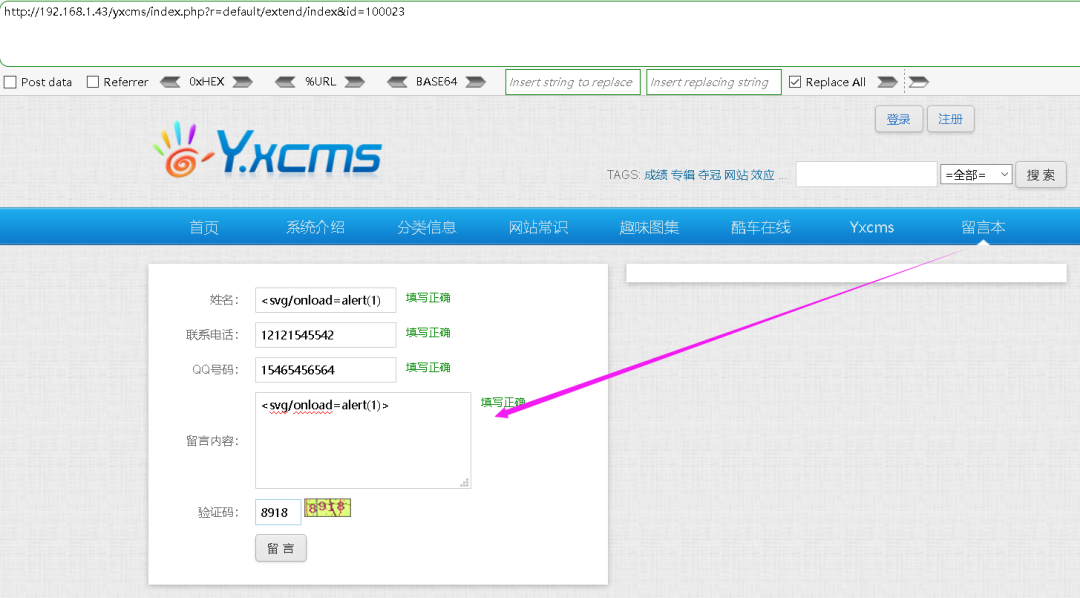 http://192.168.1.43/yxcms/index.php?r=default/extend/index&id=100023
Post data Referrer 0xHEX %URL BASE64 Insert string to replace Insert replacing string Replace All
登录 注册
Yxcms
TAGS: 成绩 专辑 夺冠 网站 效应 ... =全部= 搜 索
首页 系统介绍 分类信息 网站常识 趣味图集 酷车在线 Yxcms 留言本
姓名: <svg/onload=alert(1) 填写正确
联系电话: 12121545542 填写正确
QQ号码: 15465456564 填写正确
<svg/onload=alert(1)> 填写正确
留言内容:
验证码: 8918 8918
留 言